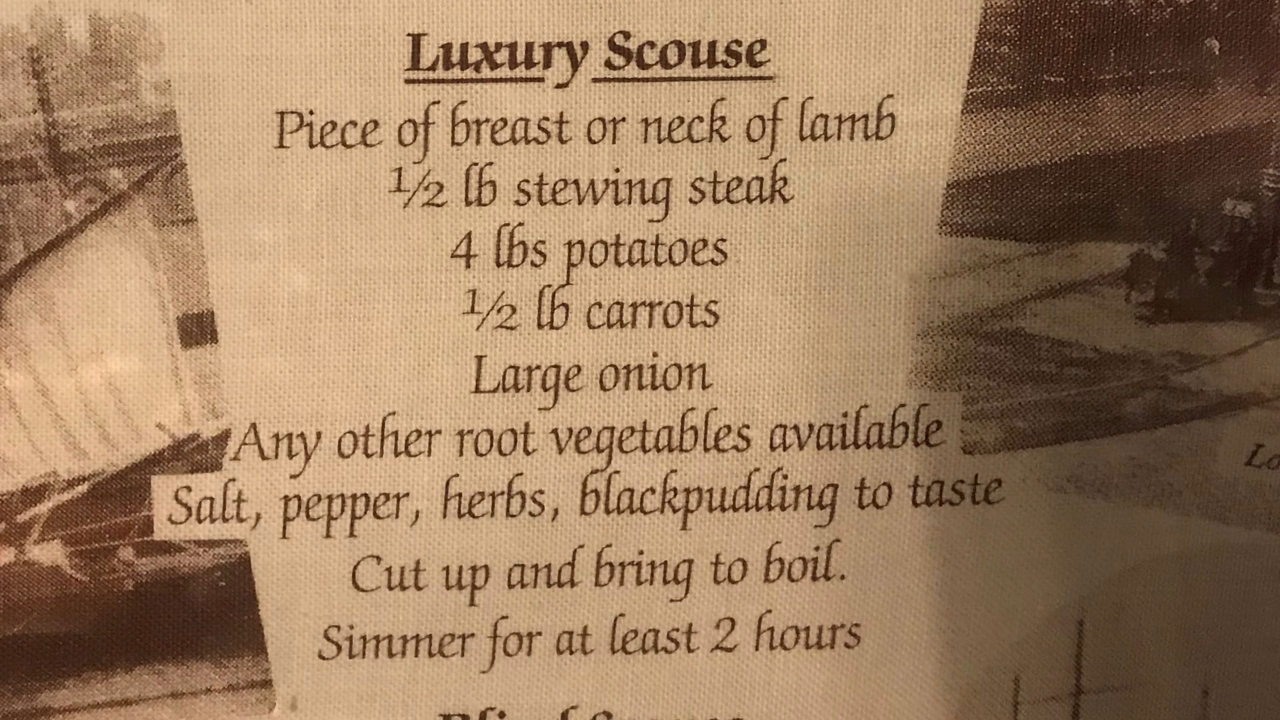 Luxury Scouse
Piece of breast or neck of lamb
½ lb stewing steak
4 lbs potatoes
½ lb carrots
Large onion
Any other root vegetables available
Salt, pepper, herbs, blackpudding to taste
Cut up and bring to boil.
Simmer for at least 2 hours